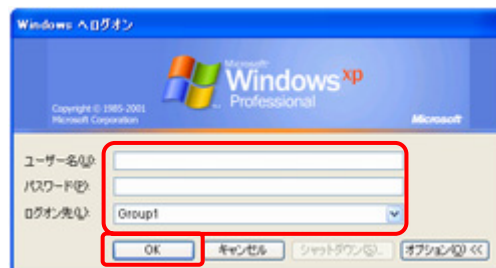 Windows へログオン
Microsoft
Windows xp
Professional
Copyright © 1985-2001
Microsoft Corporation
Microsoft
ユーザー名(U):
パスワード(P):
ログオン先(L):
Group1
OK
キャンセル
シャットダウン(S)...
オプション(O) <<